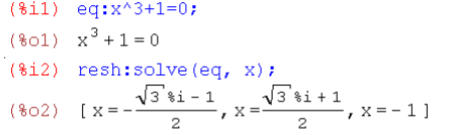 (%i1) eq:x^3+1=0;
(%o1) x³+1=0
(%i2) resh:solve(eq, x);
(%o2) [x=-(√3 %i-1)/2, x=(√3 %i+1)/2, x=-1]